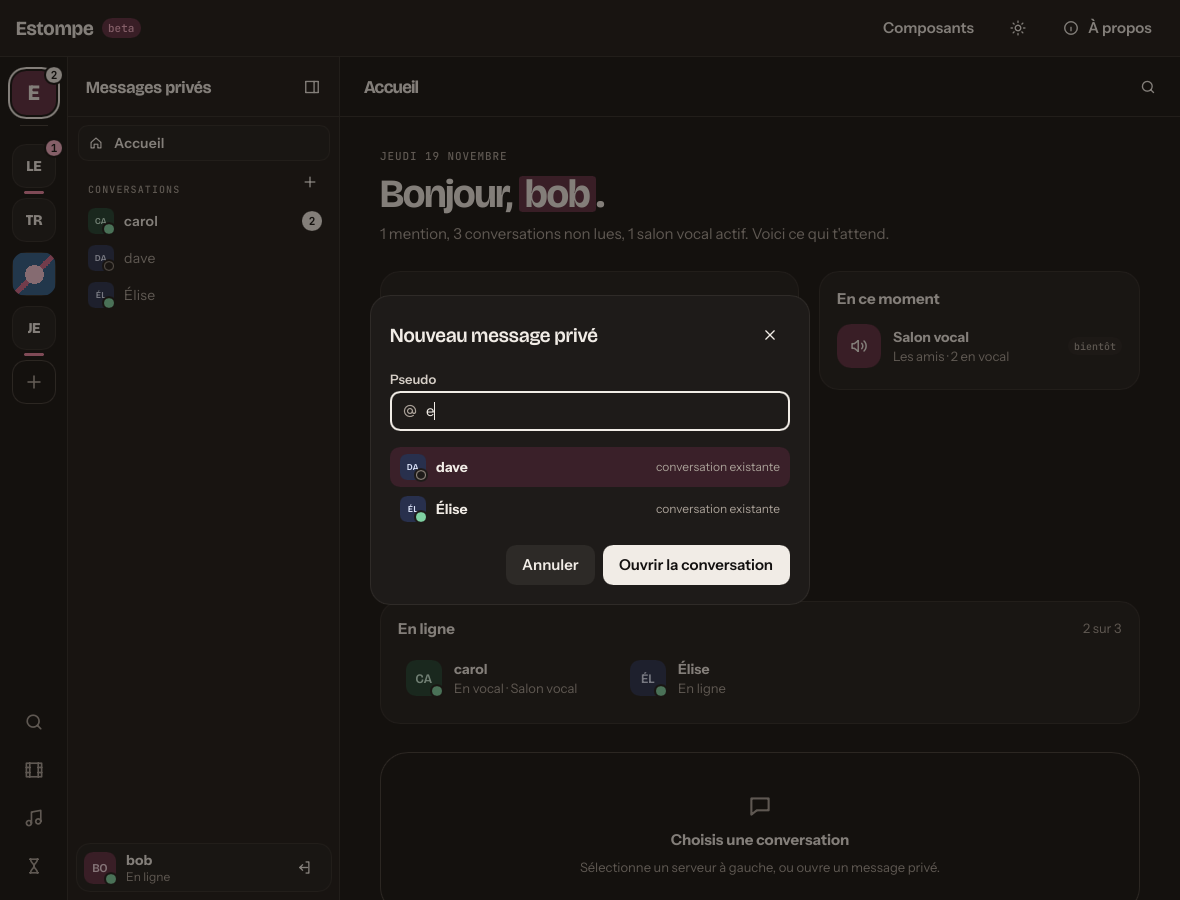 Estompe beta
Composants
À propos
E 2
LE 1
TR
JE
Messages privés
Accueil
CONVERSATIONS
CA carol 2
DA dave
ÉL Élise
BO bob
En ligne
Accueil
JEUDI 19 NOVEMBRE
Bonjour, bob.
1 mention, 3 conversations non lues, 1 salon vocal actif. Voici ce qui t'attend.
En ce moment
Salon vocal
Les amis · 2 en vocal
bientôt
Nouveau message privé
Pseudo
@ e
DA dave conversation existante
ÉL Élise conversation existante
Annuler Ouvrir la conversation
En ligne 2 sur 3
CA carol
En vocal · Salon vocal
ÉL Élise
En ligne
Choisis une conversation
Sélectionne un serveur à gauche, ou ouvre un message privé.